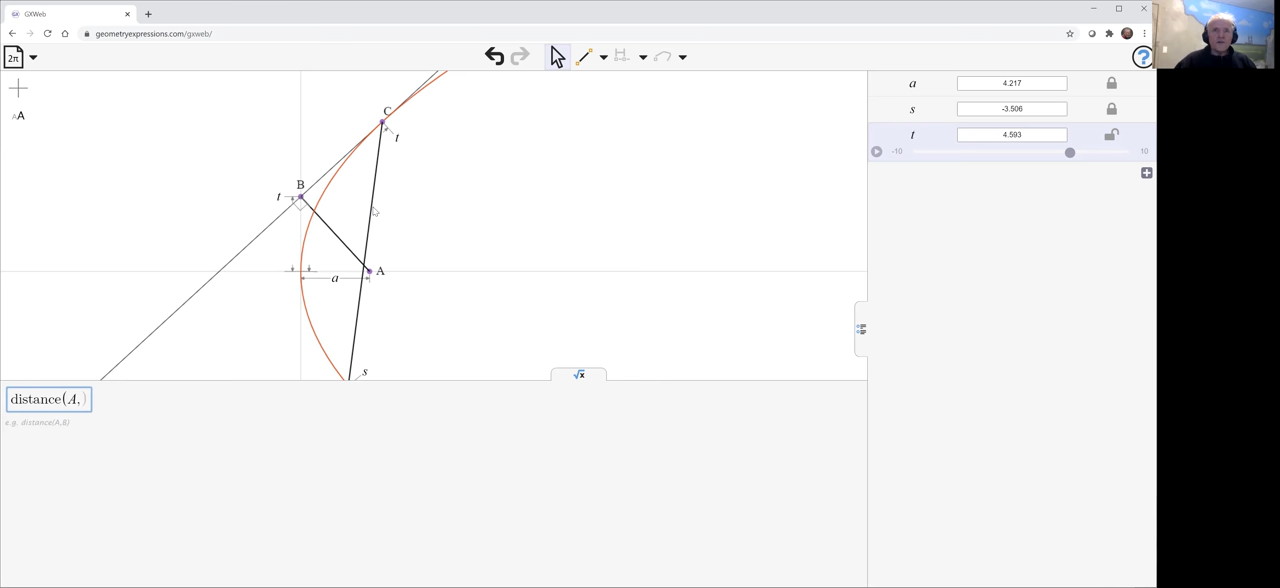 GXWeb
geometryexpressions.com/gxweb/
2π
?
AA
C
t
B
t
A
a
s
√x
distance(A,)
e.g. distance(A,B)
a 4.217
s -3.506
t 4.593
-10 10